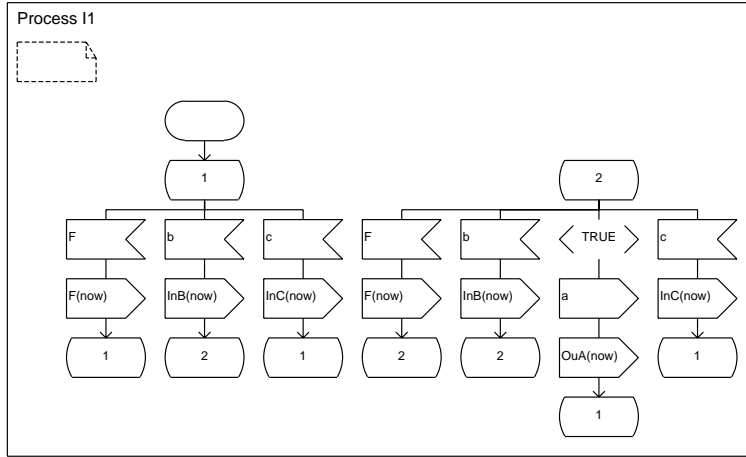 Process I1
1
2
F
b
c
F
b
TRUE
c
F(now)
InB(now)
InC(now)
F(now)
InB(now)
a
InC(now)
1
2
1
2
2
OuA(now)
1
1